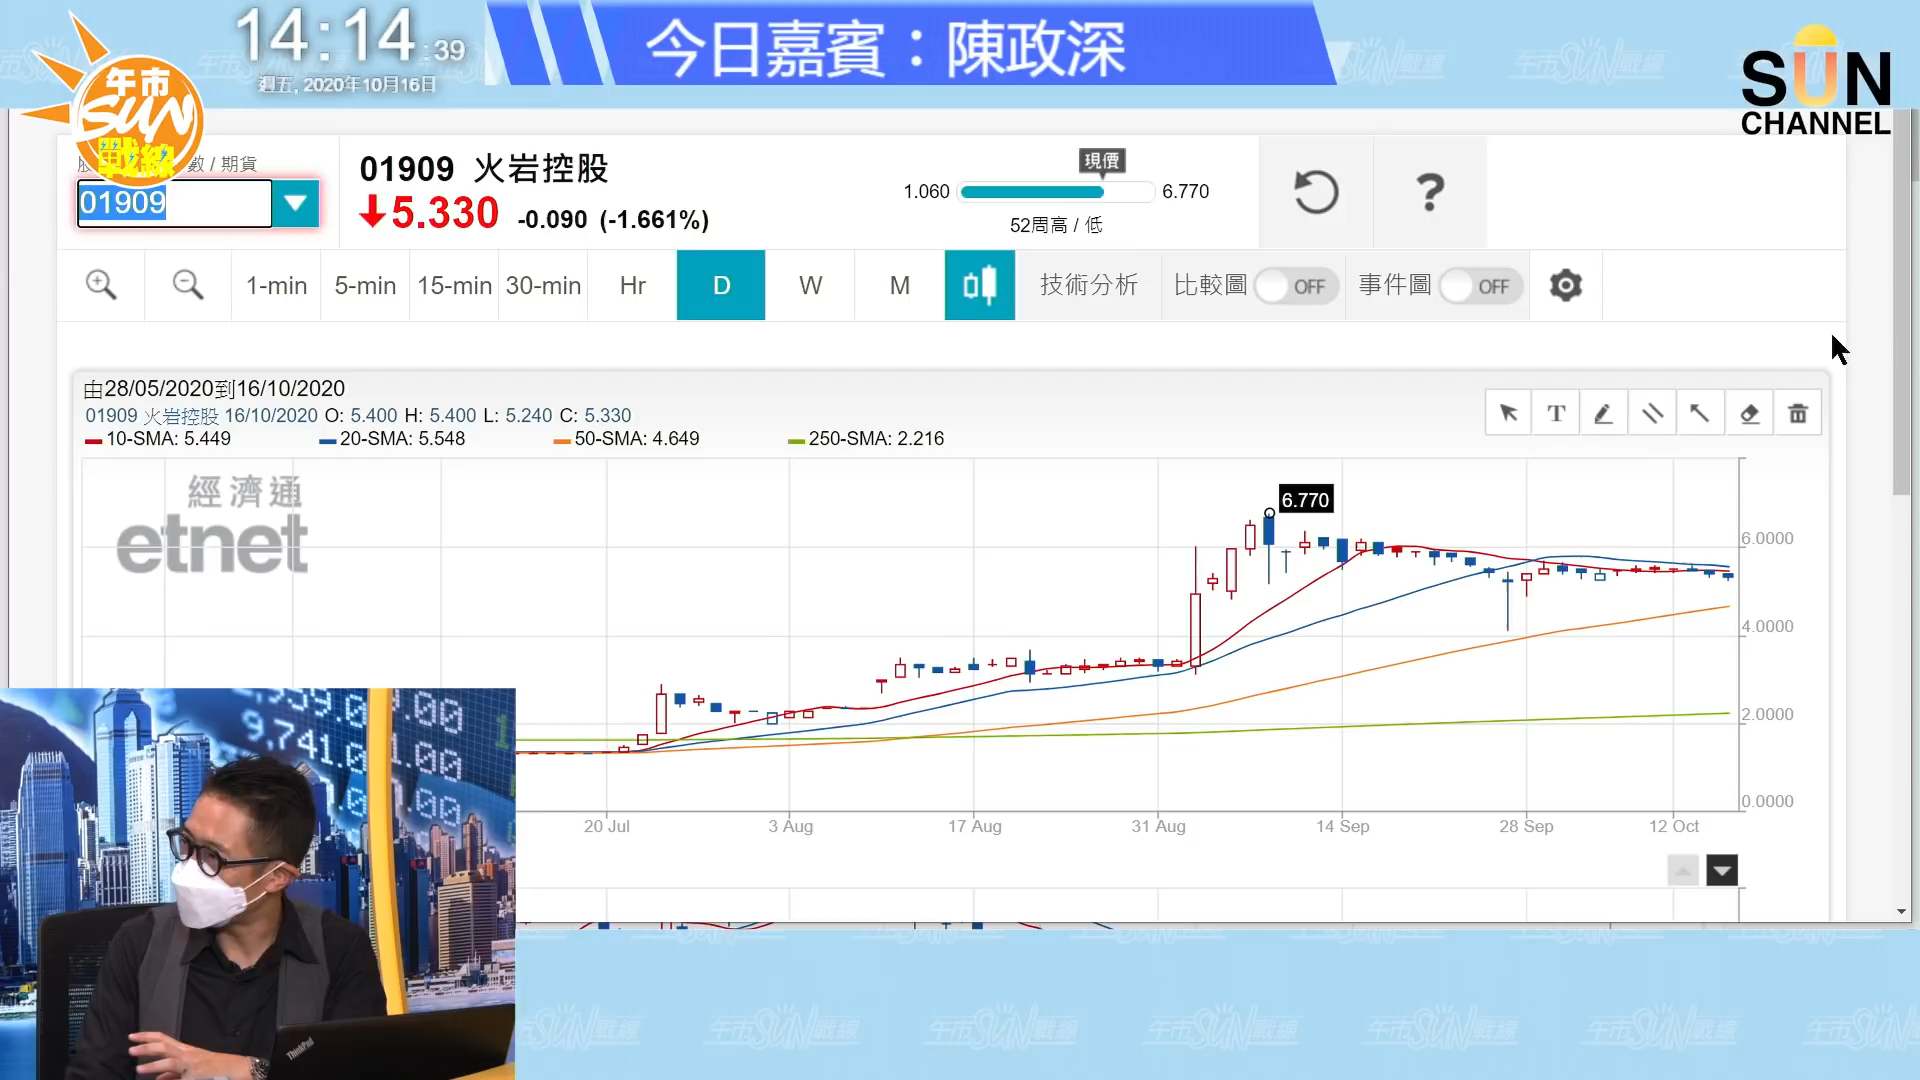 14:14:39
週五, 2020年10月16日
今日嘉賓：陳政深
午市
SUN
戰線
SUN
CHANNEL
數 / 期貨
01909
01909 火岩控股
5.330 -0.090 (-1.661%)
現價
1.060 6.770
52周高 / 低
?
1-min 5-min 15-min 30-min Hr D W M 技術分析 比較圖 OFF 事件圖 OFF
由28/05/2020到16/10/2020
01909 火岩控股 16/10/2020 O: 5.400 H: 5.400 L: 5.240 C: 5.330
10-SMA: 5.449 20-SMA: 5.548 50-SMA: 4.649 250-SMA: 2.216
T
經濟通
etnet
6.770
6.0000
4.0000
2.0000
0.0000
20 Jul 3 Aug 17 Aug 31 Aug 14 Sep 28 Sep 12 Oct
ThinkPad